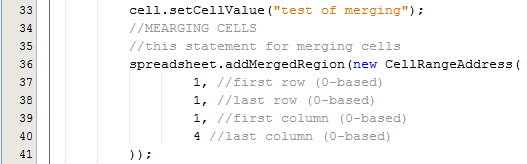 33 cell.setCellValue("test of merging");
34 //MEARGING CELLS
35 //this statement for merging cells
36 spreadsheet.addMergedRegion(new CellRangeAddress(
37 1, //first row (0-based)
38 1, //last row (0-based)
39 1, //first column (0-based)
40 4 //last column (0-based)
41 ));